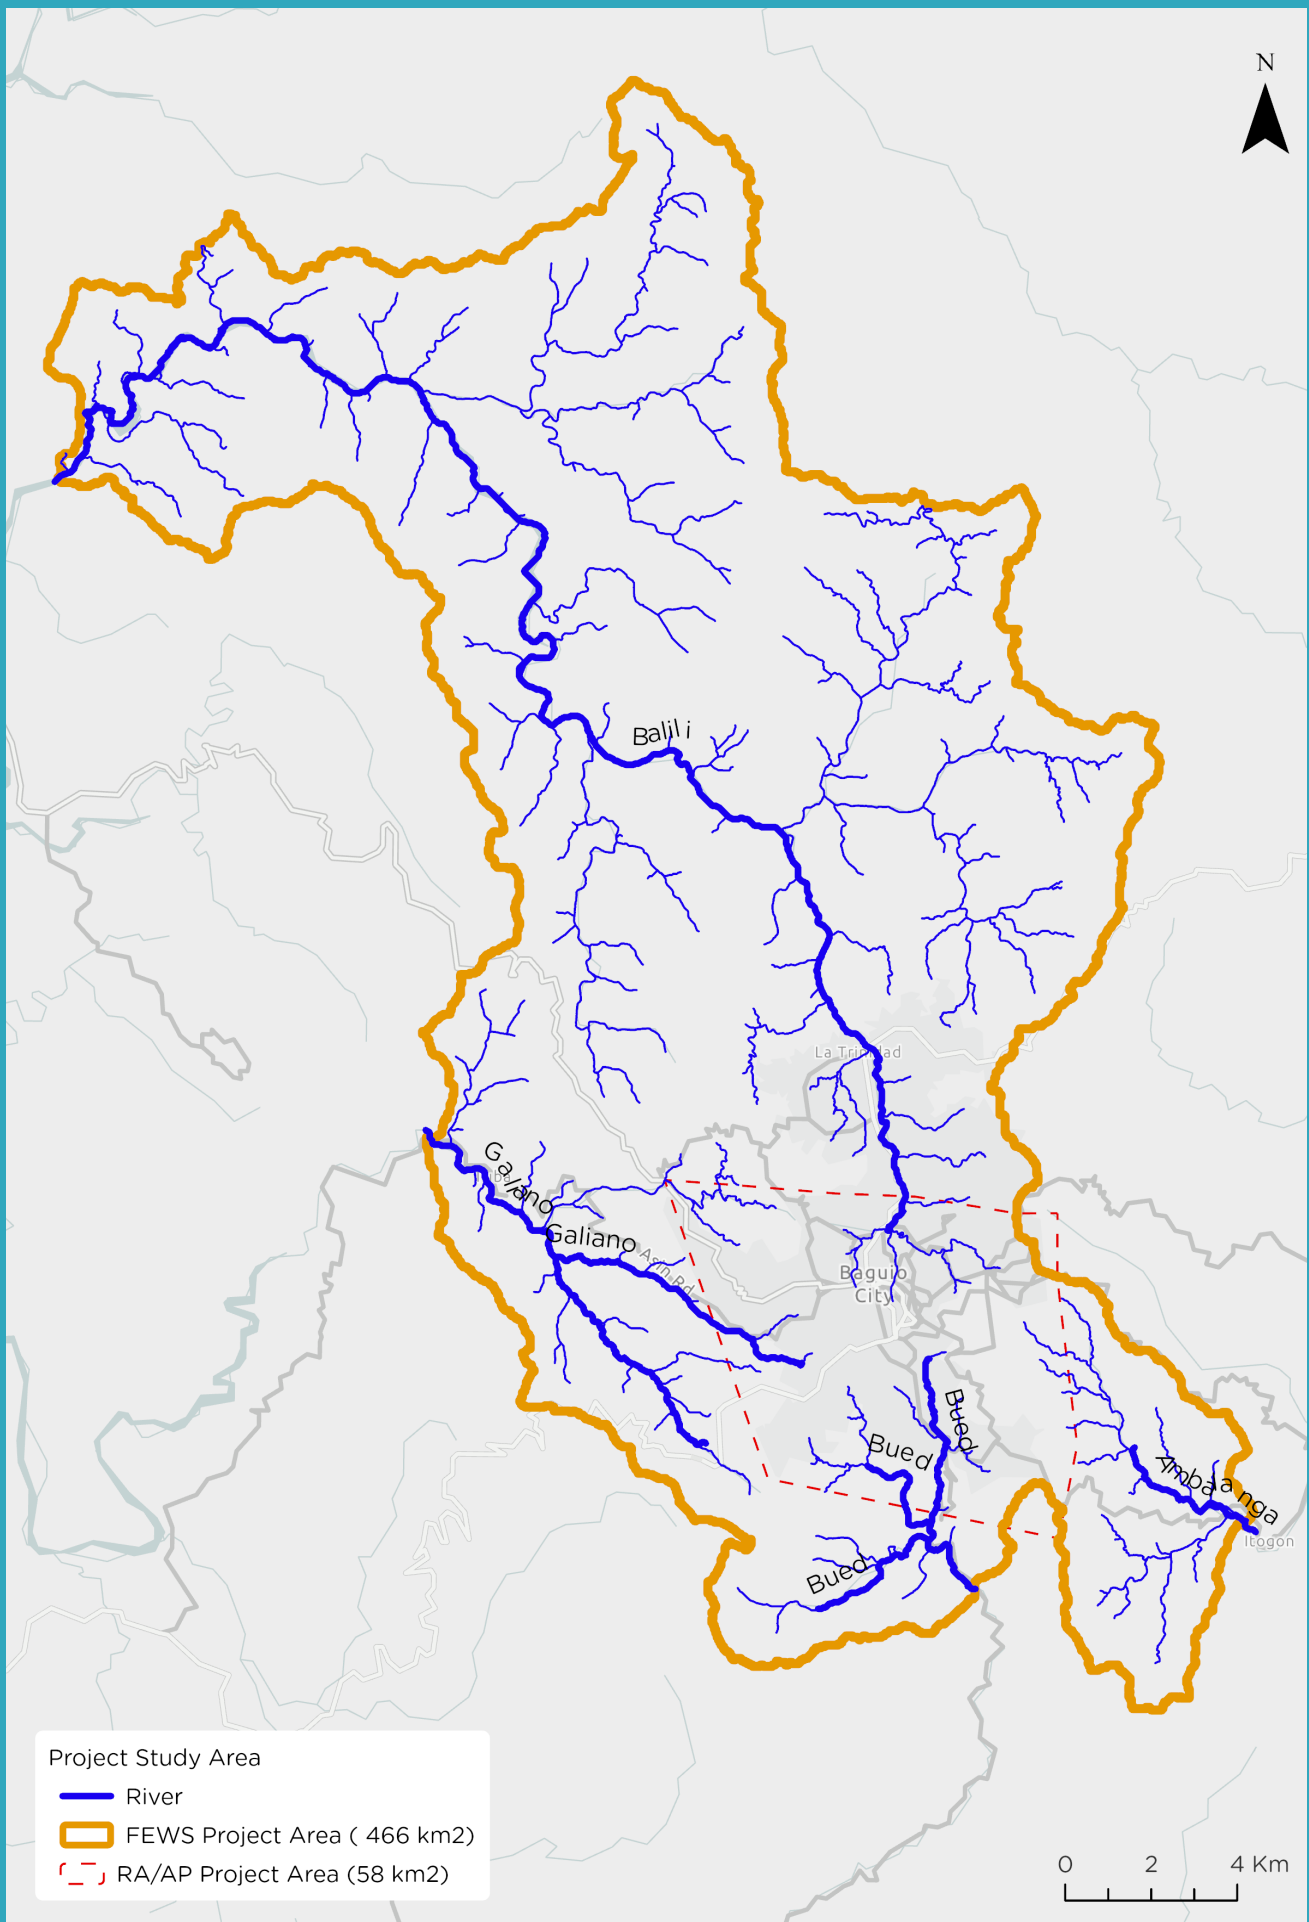 N
Balili
La Trinidad
Galiano
Galiano
Asin Rd
Baguio
City
Bued
Bued
Ambalanga
Itogon
Bued
Project Study Area
River
FEWS Project Area ( 466 km2)
RA/AP Project Area (58 km2)
0 2 4 Km